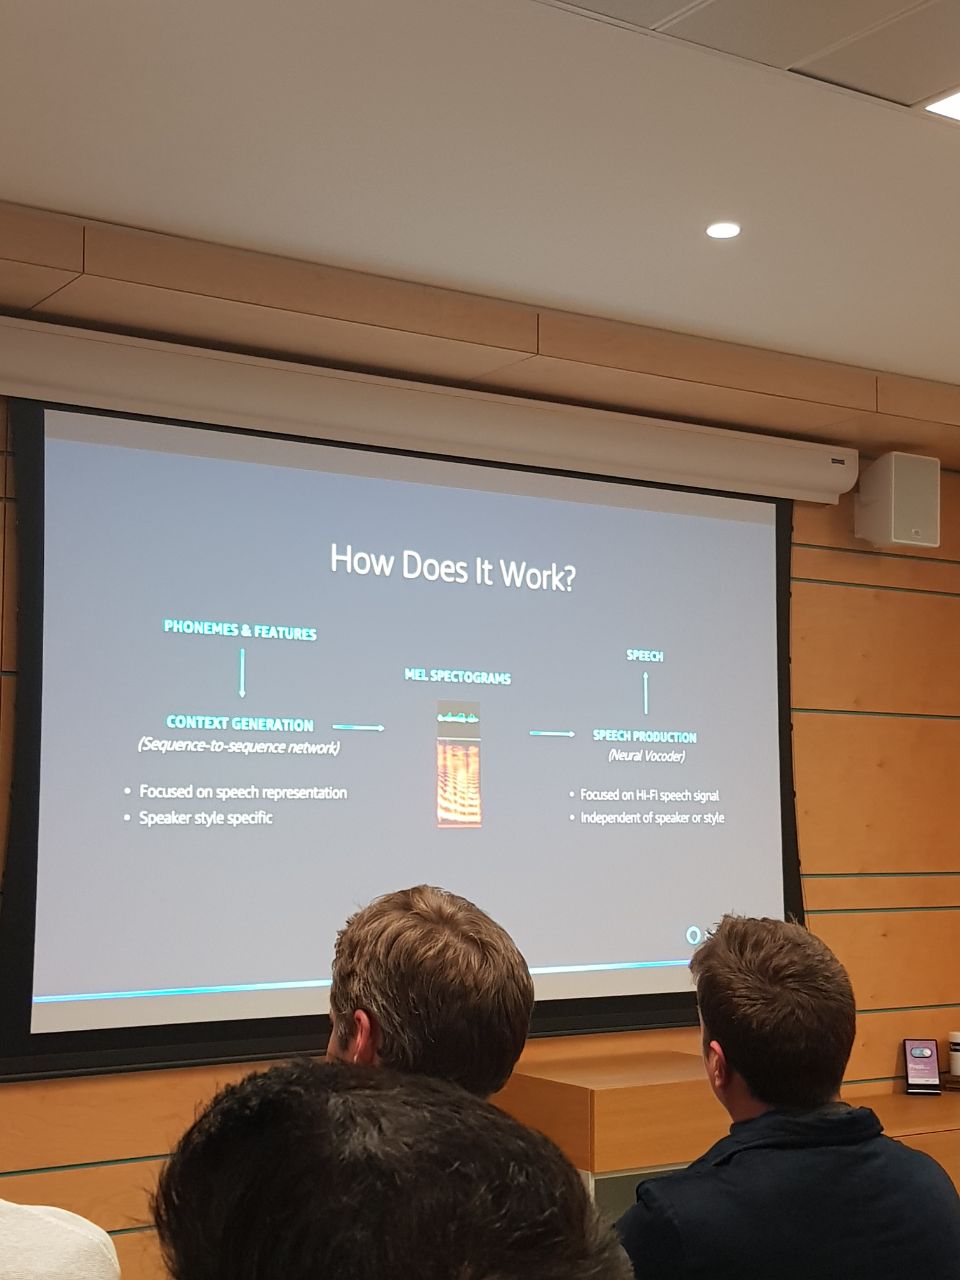 How Does It Work?
PHONEMES & FEATURES
CONTEXT GENERATION
(Sequence-to-sequence network)
• Focused on speech representation
• Speaker style specific
MEL SPECTOGRAMS
SPEECH
SPEECH PRODUCTION
(Neural Vocoder)
• Focused on Hi-Fi speech signal
• Independent of speaker or style